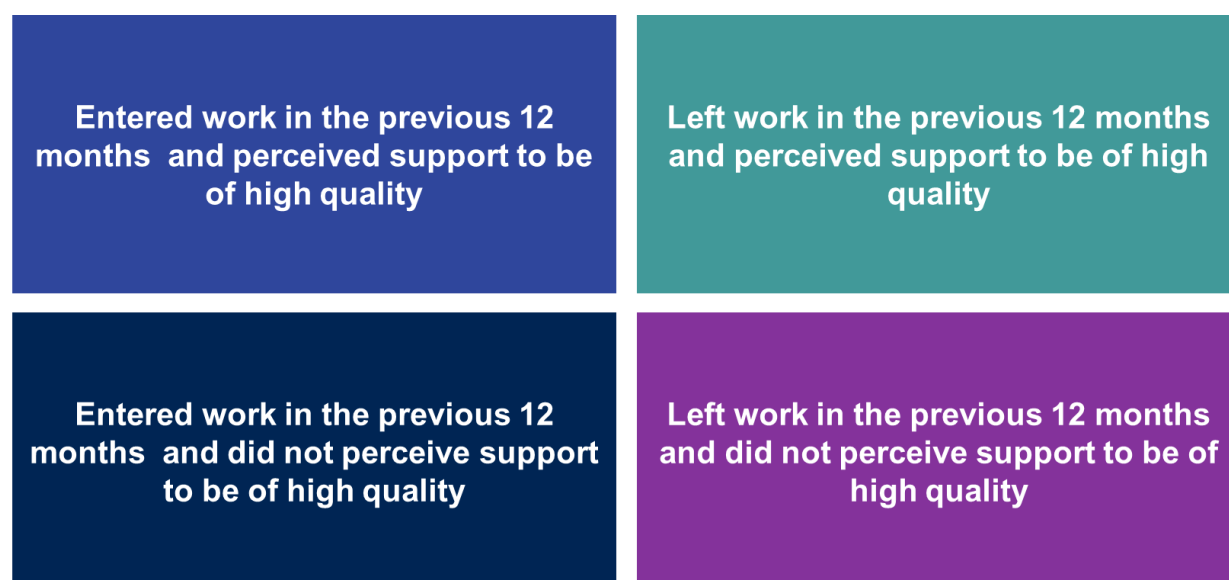 Entered work in the previous 12
months  and perceived support to be
of high quality
Left work in the previous 12 months
and perceived support to be of high
quality
Entered work in the previous 12
months  and did not perceive support
to be of high quality
Left work in the previous 12 months
and did not perceive support to be of
high quality